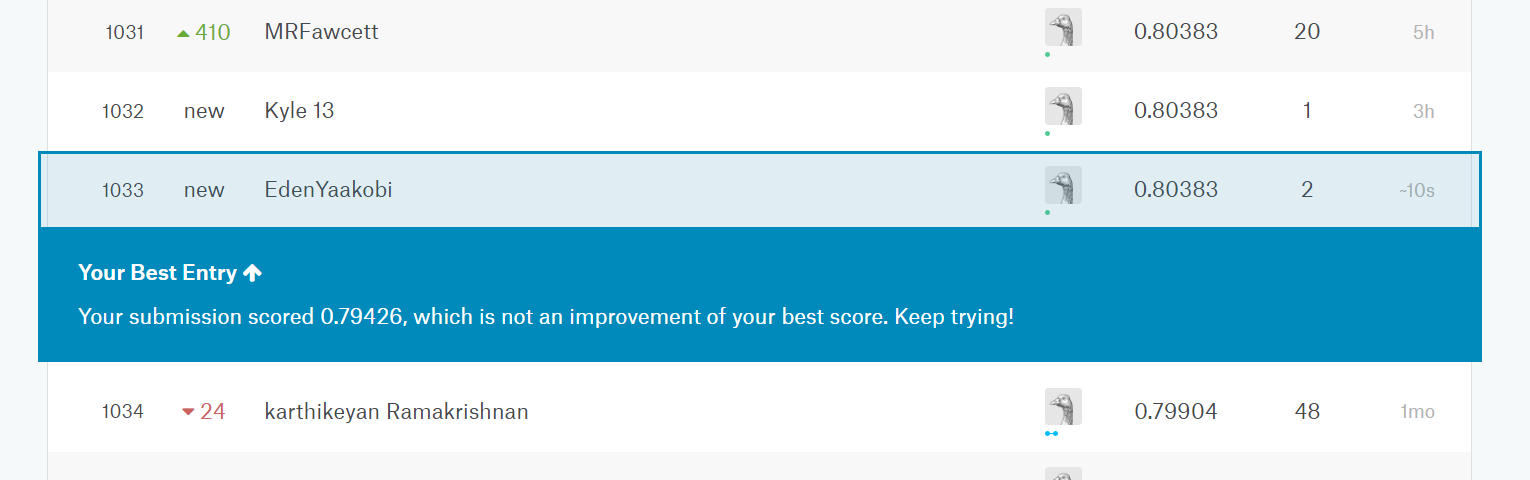 1031 410 MRFawcett 0.80383 20 5h
1032 new Kyle 13 0.80383 1 3h
1033 new EdenYaakobi 0.80383 2 ~10s
Your Best Entry
Your submission scored 0.79426, which is not an improvement of your best score. Keep trying!
1034 24 karthikeyan Ramakrishnan 0.79904 48 1mo